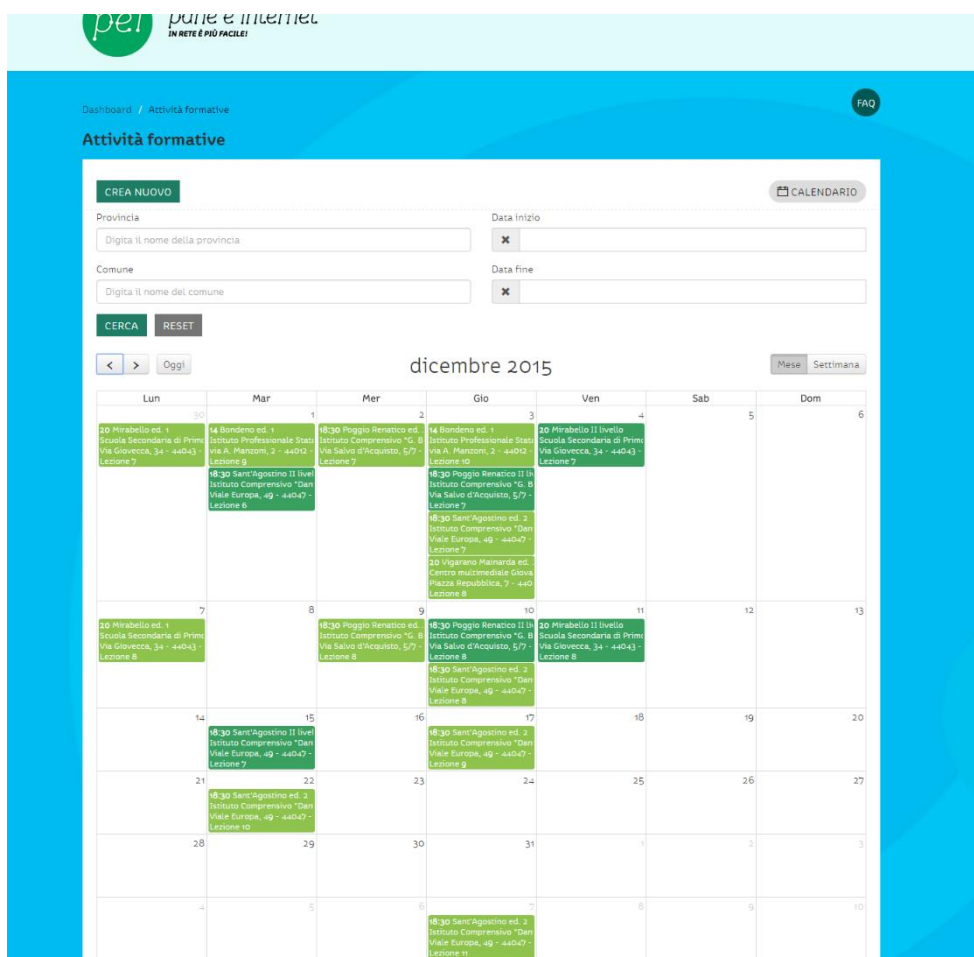 pei pane e internet
IN RETE È PIÙ FACILE!
Dashboard / Attività formative
FAQ
Attività formative
CREA NUOVO
CALENDARIO
Provincia
Data inizio
Digita il nome della provincia
Comune
Data fine
Digita il nome del comune
CERCA RESET
Oggi
dicembre 2015
Mese Settimana
Lun Mar Mer Gio Ven Sab Dom
30 1 2 3 4 5 6
20 Mirabello ed. 1
Scuola Secondaria di Prim
Via Giovecca, 34 - 44043 -
Lezione 7
14 Bondeno ed. 1
Istituto Professionale Stat
via A. Manzoni, 2 - 44012 -
Lezione 9
18:30 Sant'Agostino II livel
Istituto Comprensivo "Dan
Viale Europa, 49 - 44047 -
Lezione 6
18:30 Poggio Renatico ed.
Istituto Comprensivo "G. B
Via Salvo d'Acquisto, 5/7 -
Lezione 7
14 Bondeno ed. 1
Istituto Professionale Stat
via A. Manzoni, 2 - 44012 -
Lezione 10
18:30 Poggio Renatico II li
Istituto Comprensivo "G. B
Via Salvo d'Acquisto, 5/7 -
Lezione 7
18:30 Sant'Agostino ed. 2
Istituto Comprensivo "Dan
Viale Europa, 49 - 44047 -
Lezione 7
20 Vigarano Mainarda ed.
Centro multimediale Giova
Piazza Repubblica, 7 - 440
Lezione 8
20 Mirabello II livello
Scuola Secondaria di Prim
Via Giovecca, 34 - 44043 -
Lezione 7
7 8 9 10 11 12 13
20 Mirabello ed. 1
Scuola Secondaria di Prim
Via Giovecca, 34 - 44043 -
Lezione 8
18:30 Poggio Renatico ed.
Istituto Comprensivo "G. B
Via Salvo d'Acquisto, 5/7 -
Lezione 8
18:30 Poggio Renatico II li
Istituto Comprensivo "G. B
Via Salvo d'Acquisto, 5/7 -
Lezione 8
18:30 Sant'Agostino ed. 2
Istituto Comprensivo "Dan
Viale Europa, 49 - 44047 -
Lezione 8
20 Mirabello II livello
Scuola Secondaria di Prim
Via Giovecca, 34 - 44043 -
Lezione 8
14 15 16 17 18 19 20
18:30 Sant'Agostino II livel
Istituto Comprensivo "Dan
Viale Europa, 49 - 44047 -
Lezione 7
18:30 Sant'Agostino ed. 2
Istituto Comprensivo "Dan
Viale Europa, 49 - 44047 -
Lezione 9
21 22 23 24 25 26 27
18:30 Sant'Agostino ed. 2
Istituto Comprensivo "Dan
Viale Europa, 49 - 44047 -
Lezione 10
28 29 30 31 1 2 3
4 5 6 7 8 9 10
18:30 Sant'Agostino ed. 2
Istituto Comprensivo "Dan
Viale Europa, 49 - 44047 -
Lezione 11